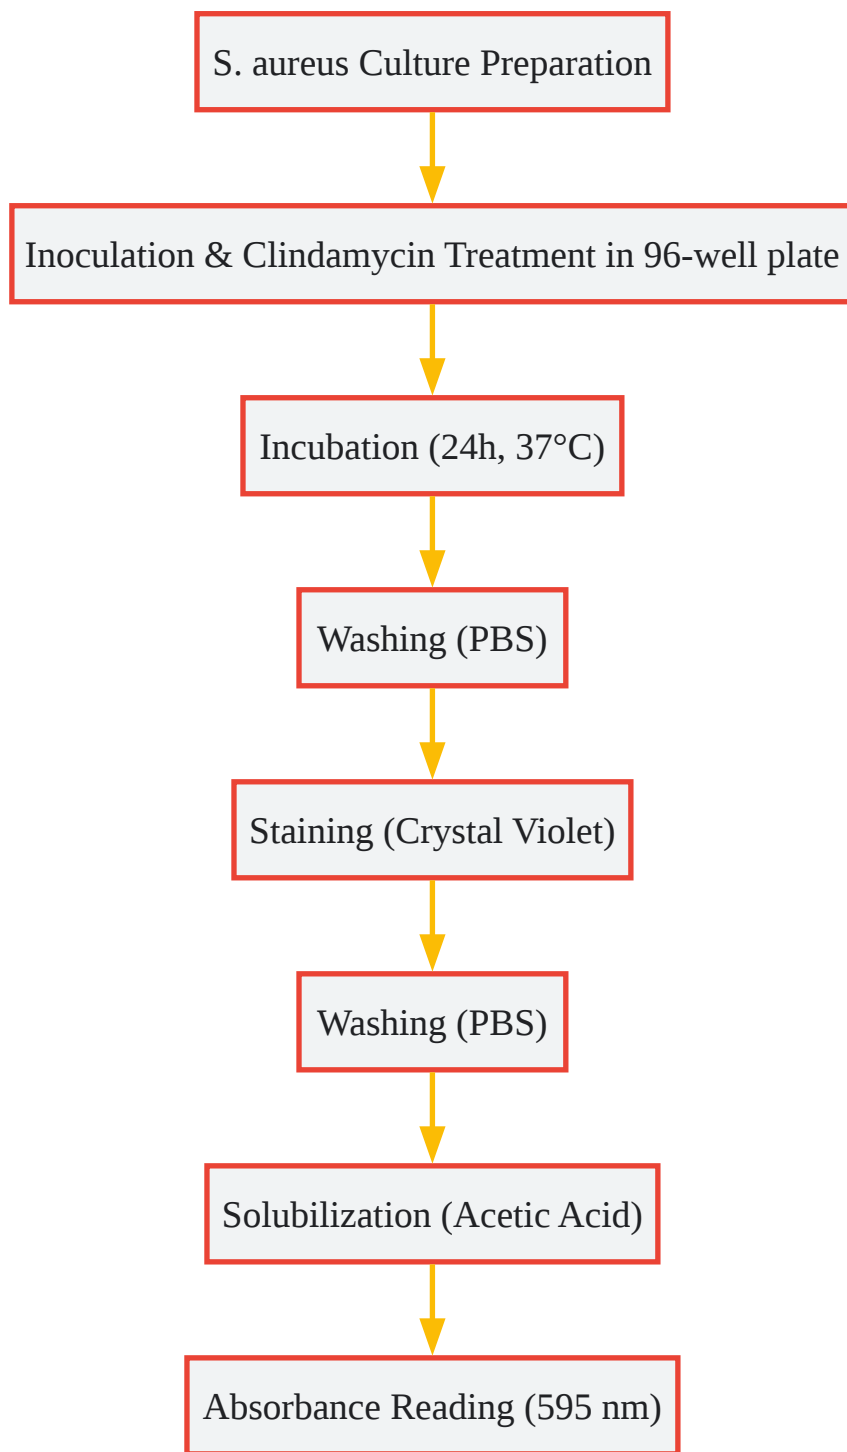 S. aureus Culture Preparation
Inoculation & Clindamycin Treatment in 96-well plate
Incubation (24h, 37°C)
Washing (PBS)
Staining (Crystal Violet)
Washing (PBS)
Solubilization (Acetic Acid)
Absorbance Reading (595 nm)